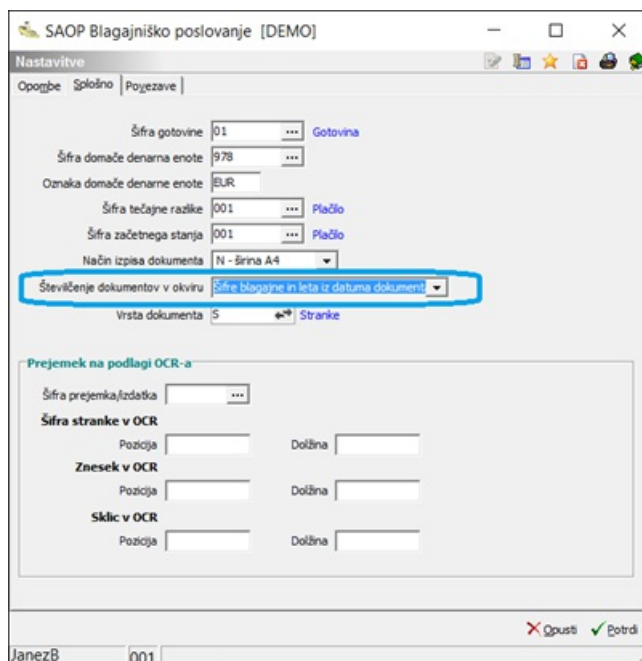 SAOP Blagajniško poslovanje [DEMO]
Nastavitve
Opombe Splošno Povezave
Šifra gotovine 01 ... Gotovina
Šifra domače denarna enote 978 ...
Oznaka domače denarne enote EUR
Šifra tečajne razlike 001 ... Plačilo
Šifra začetnega stanja 001 ... Plačilo
Način izpisa dokumenta N - širina A4
Številčenje dokumentov v okviru Šifre blagajne in leta iz datuma dokument
Vrsta dokumenta S Stranke
Prejemek na podlagi OCR-a
Šifra prejemka/izdatka ...
Šifra stranke v OCR
Pozicija Dolžina
Znesek v OCR
Pozicija Dolžina
Sklic v OCR
Pozicija Dolžina
Opusti Potrdi
JanezB 001